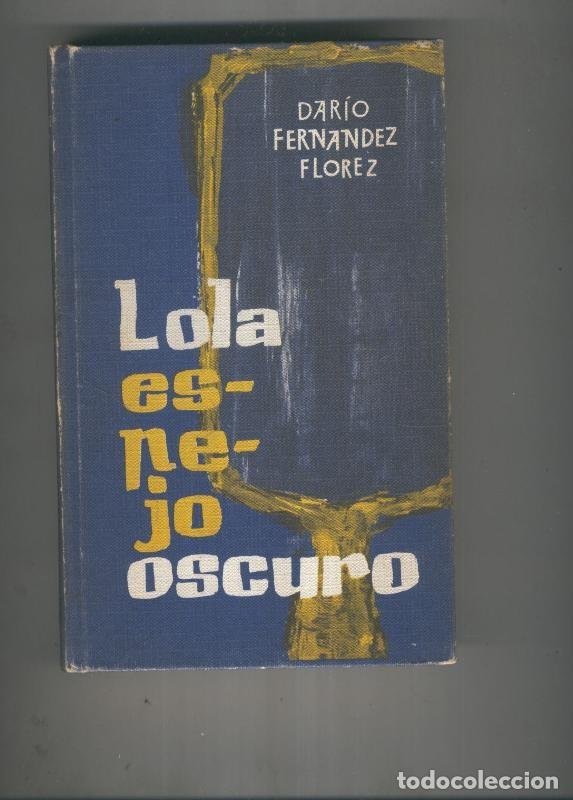 DARÍO
FERNANDEZ
FLOREZ
Lola
es-
pe-
jo
oscuro
todocoleccion